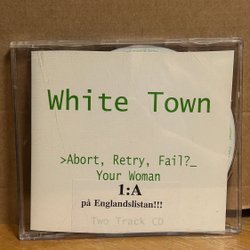 White Town
>Abort, Retry, Fail?_
Your Woman
1:A
på Englandslistan!!!
Two Track CD